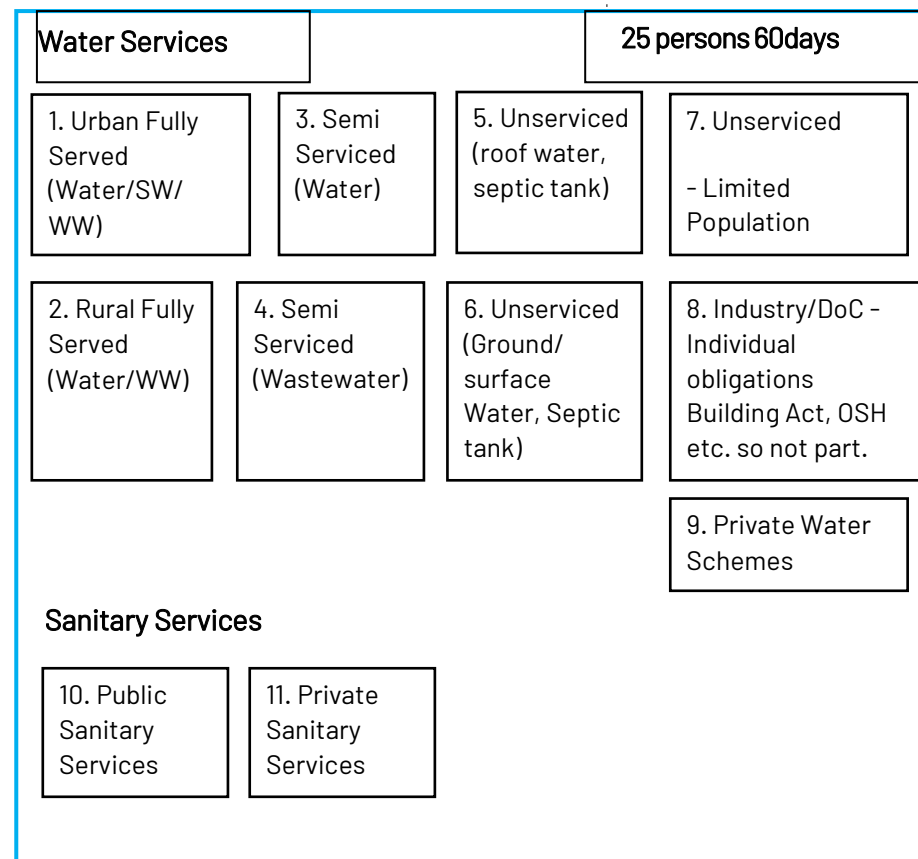 Water Services
25 persons 60days
1. Urban Fully
Served
(Water/SW/
WW)
3. Semi
Serviced
(Water)
5. Unserviced
(roof water,
septic tank)
7. Unserviced
- Limited
Population
2. Rural Fully
Served
(Water/WW)
4. Semi
Serviced
(Wastewater)
6. Unserviced
(Ground/
surface
Water, Septic
tank)
8. Industry/DoC -
Individual
obligations
Building Act, OSH
etc. so not part.
9. Private Water
Schemes
Sanitary Services
10. Public
Sanitary
Services
11. Private
Sanitary
Services